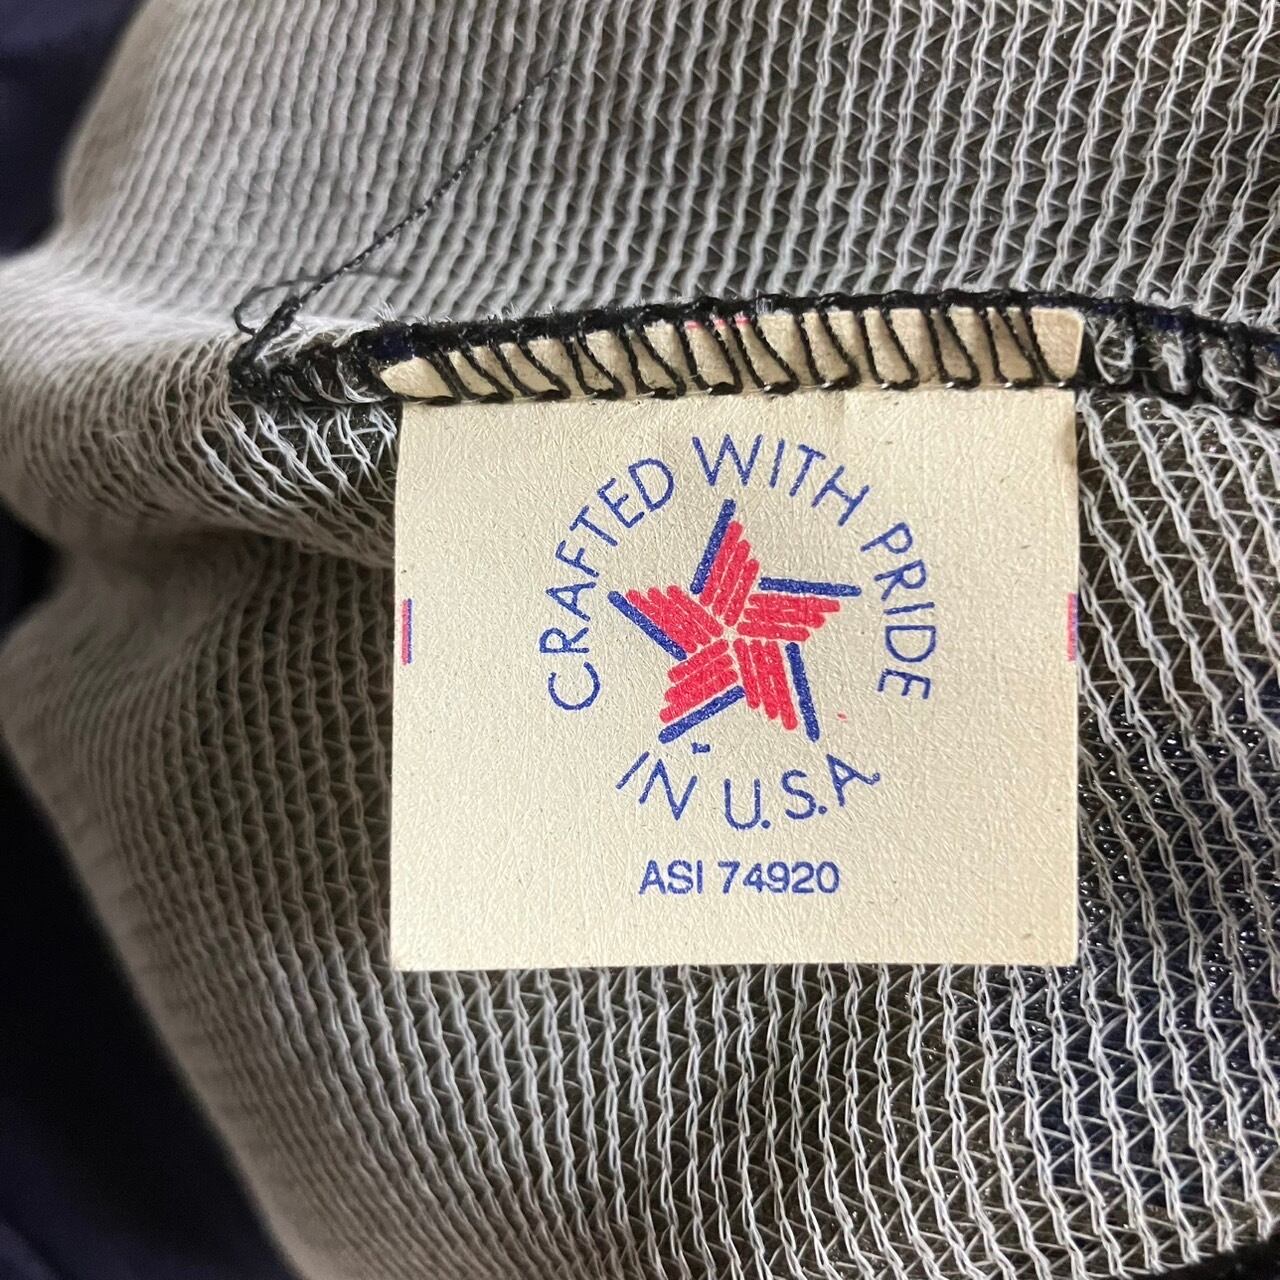 CRAFTED WITH PRIDE
IN U.S.A
ASI 74920